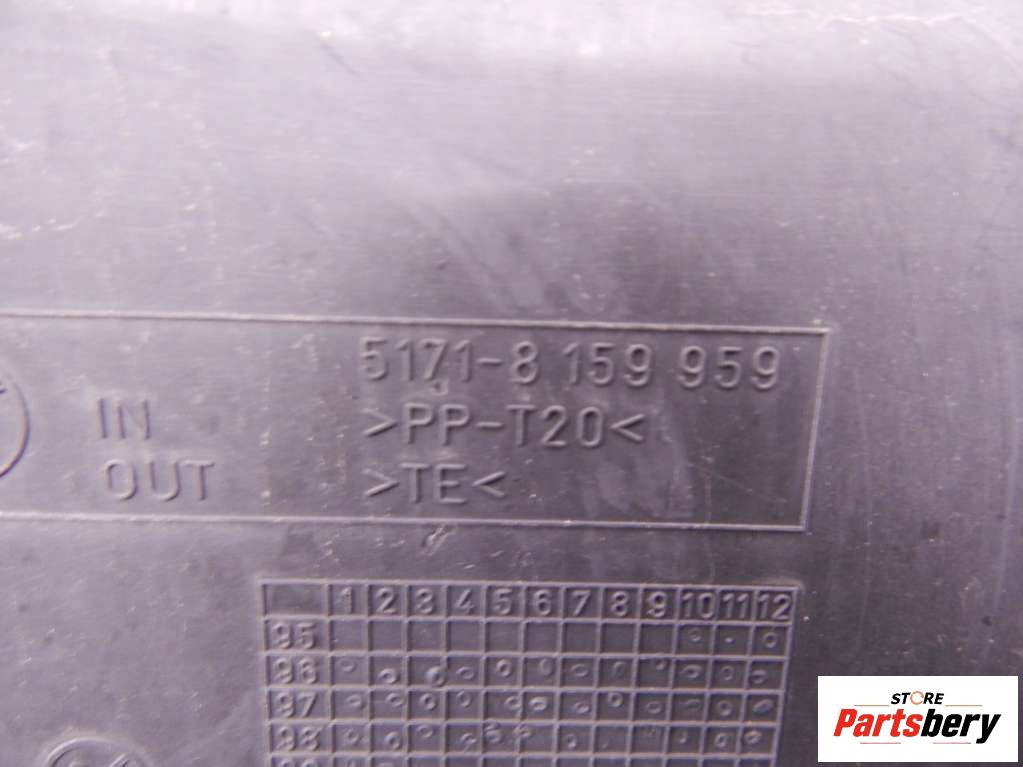 5171-8 159 959
IN >PP-T20<
OUT >TE<
1 2 3 4 5 6 7 8 9 10 11 12
95
96
97
98
STORE
Partsbery